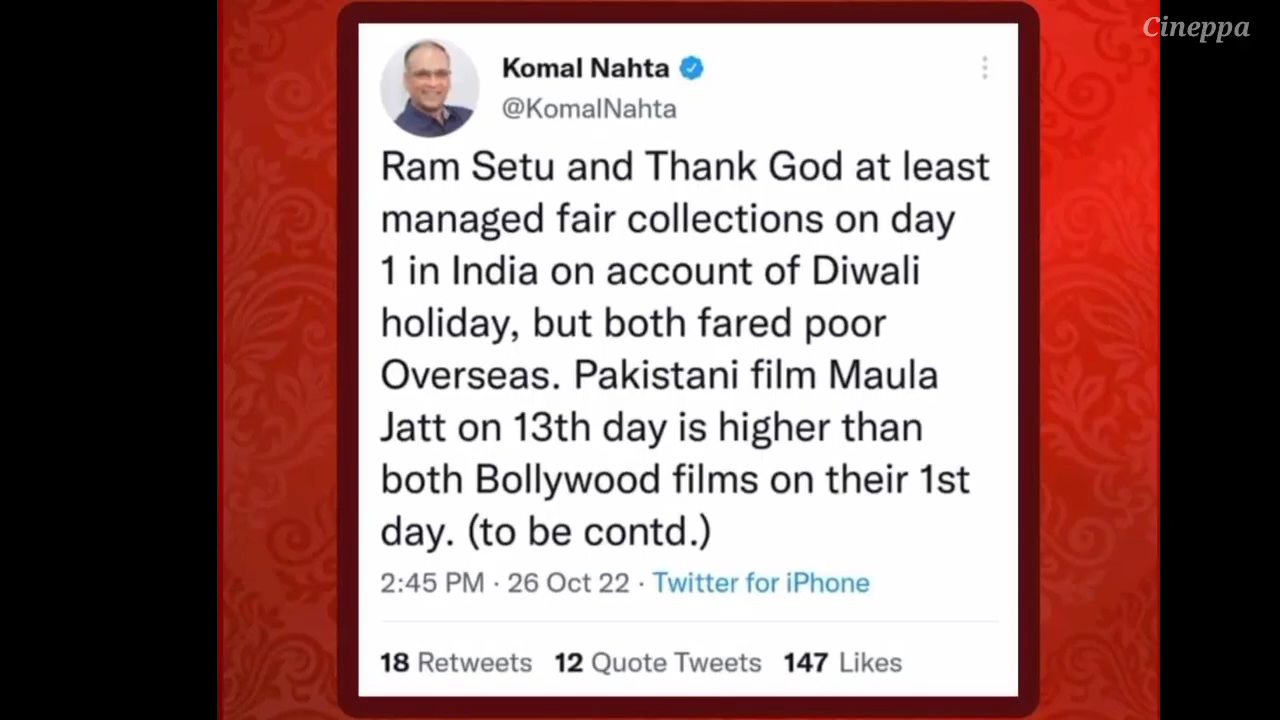 Cineppa
Komal Nahta
@KomalNahta
Ram Setu and Thank God at least
managed fair collections on day
1 in India on account of Diwali
holiday, but both fared poor
Overseas. Pakistani film Maula
Jatt on 13th day is higher than
both Bollywood films on their 1st
day. (to be contd.)
2:45 PM · 26 Oct 22 · Twitter for iPhone
18 Retweets 12 Quote Tweets 147 Likes